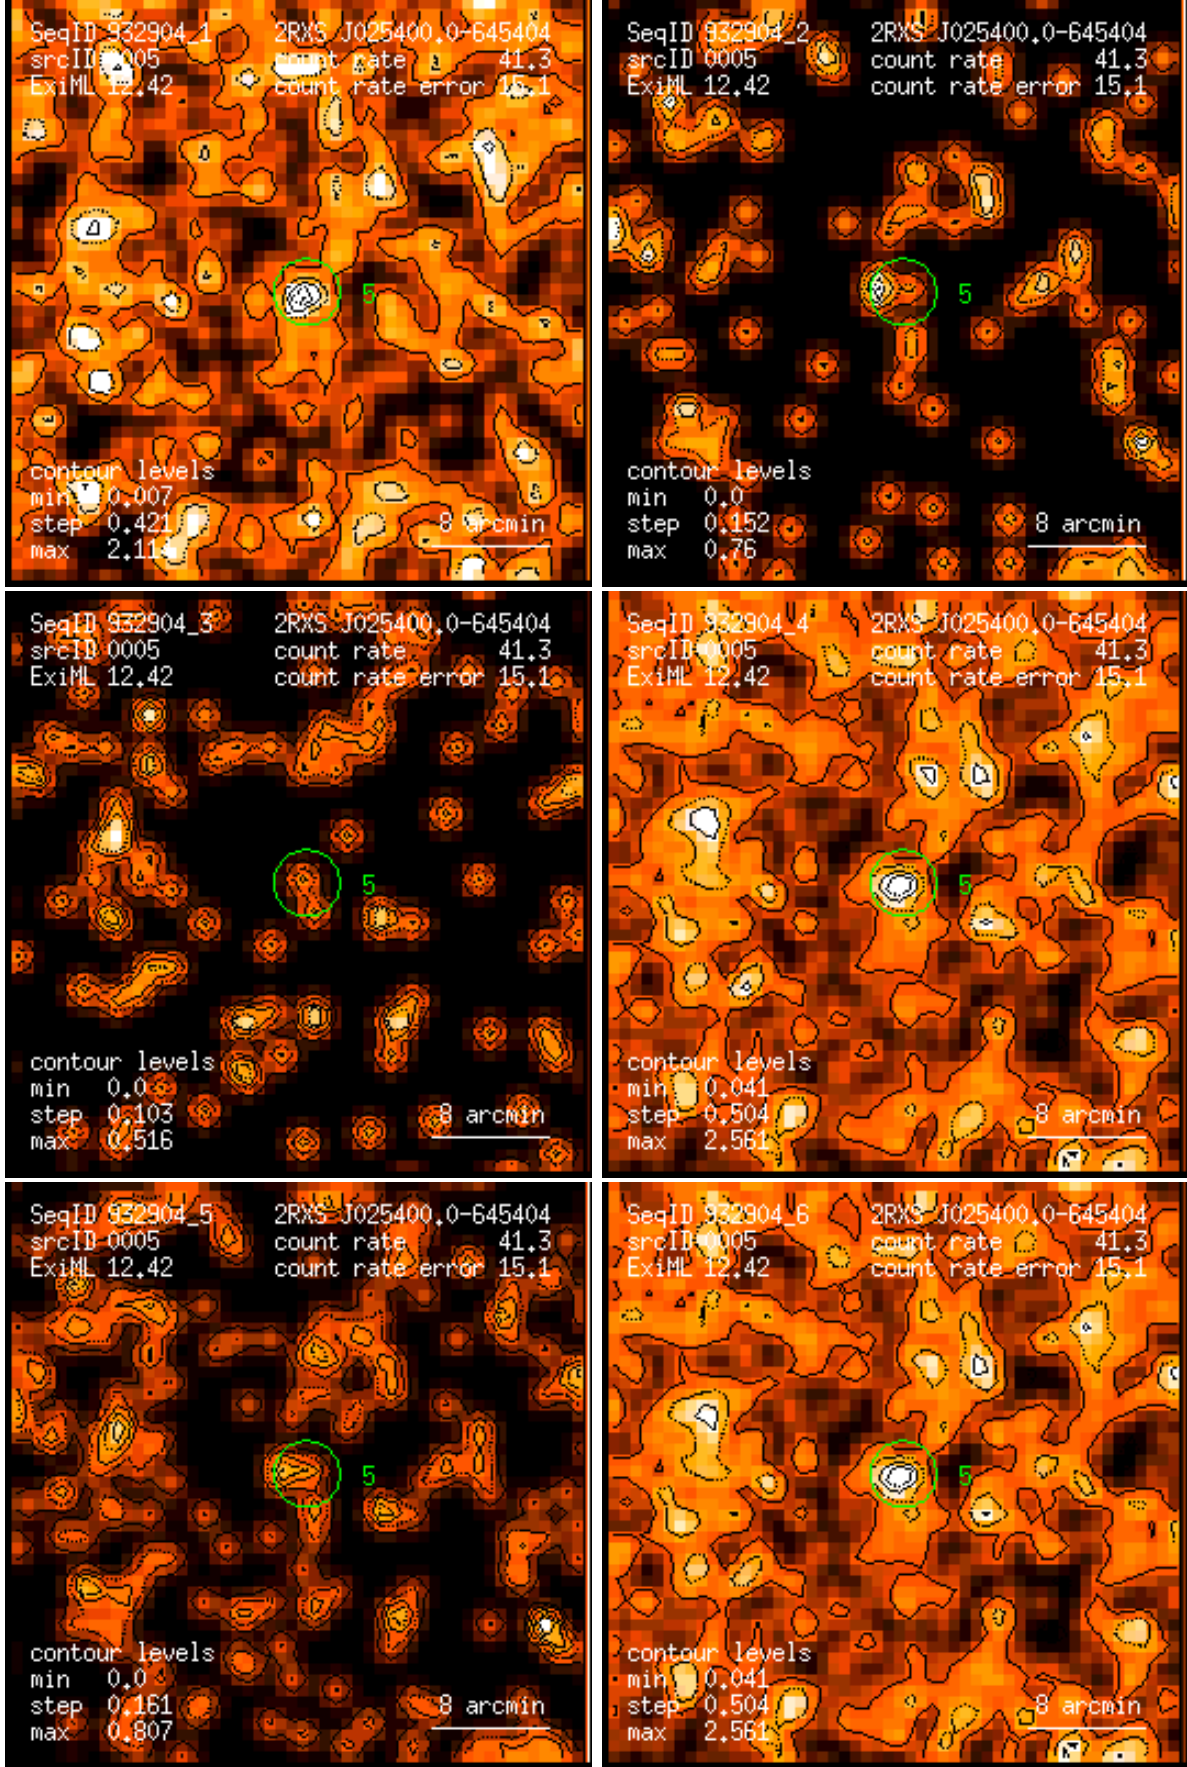 SeqID 932904_1 2RXS J025400.0-645404
srcID 0005 count rate 41.3
ExiML 12.42 count rate error 15.1
5
7
contour levels
min 0.007
step 0.421 8 arcmin
max 2.114
SeqID 932904_2 2RXS J025400.0-645404
srcID 0005 count rate 41.3
ExiML 12.42 count rate error 15.1
5
contour levels
min 0.0
step 0.152 8 arcmin
max 0.76
SeqID 932904_3 2RXS J025400.0-645404
srcID 0005 count rate 41.3
ExiML 12.42 count rate error 15.1
5
contour levels
min 0.0
step 0.103 8 arcmin
max 0.516
SeqID 932904_4 2RXS J025400.0-645404
srcID 0005 count rate 41.3
ExiML 12.42 count rate error 15.1
5
contour levels
min 0.041
step 0.504 8 arcmin
max 2.561
SeqID 932904_5 2RXS J025400.0-645404
srcID 0005 count rate 41.3
ExiML 12.42 count rate error 15.1
5
contour levels
min 0.0
step 0.161 8 arcmin
max 0.807
SeqID 932904_6 2RXS J025400.0-645404
srcID 0005 count rate 41.3
ExiML 12.42 count rate error 15.1
5
contour levels
min 0.041
step 0.504 8 arcmin
max 2.561